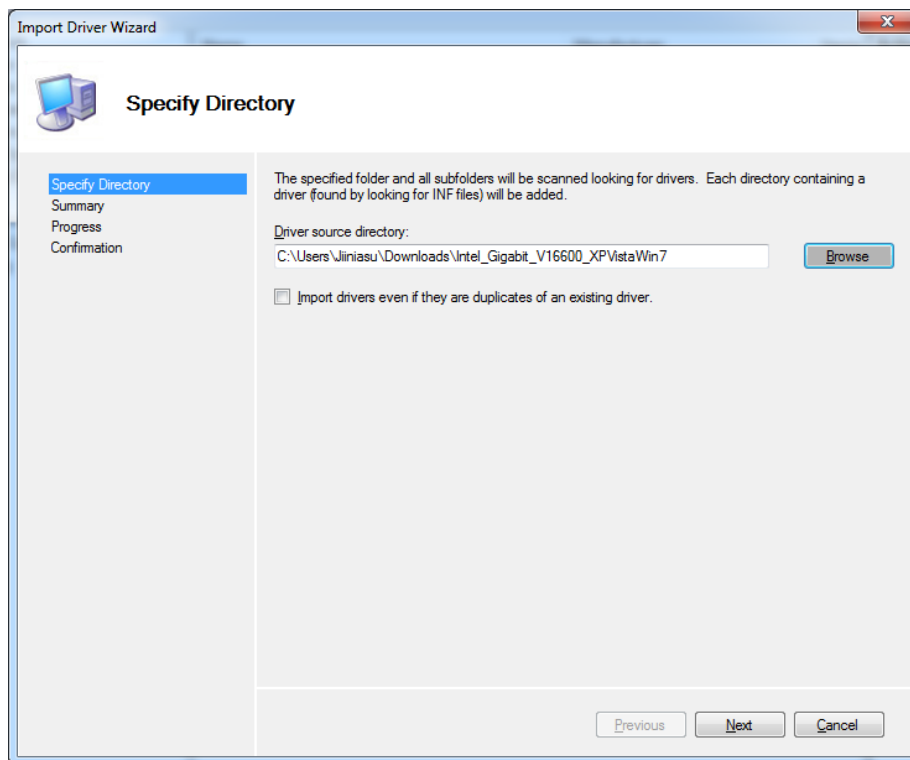 Import Driver Wizard
Specify Directory
Specify Directory
Summary
Progress
Confirmation
The specified folder and all subfolders will be scanned looking for drivers. Each directory containing a
driver (found by looking for INF files) will be added.
Driver source directory:
C:\Users\Jiiniasu\Downloads\Intel_Gigabit_V16600_XPVistaWin7
Browse
Import drivers even if they are duplicates of an existing driver.
Previous
Next
Cancel